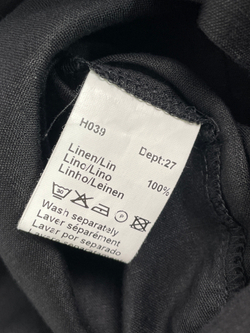 H039 Dept:27
Linen/Lin 100%
Lino/Lino
Linho/Leinen
Wash separately
Laver séparément
Lavar por separado